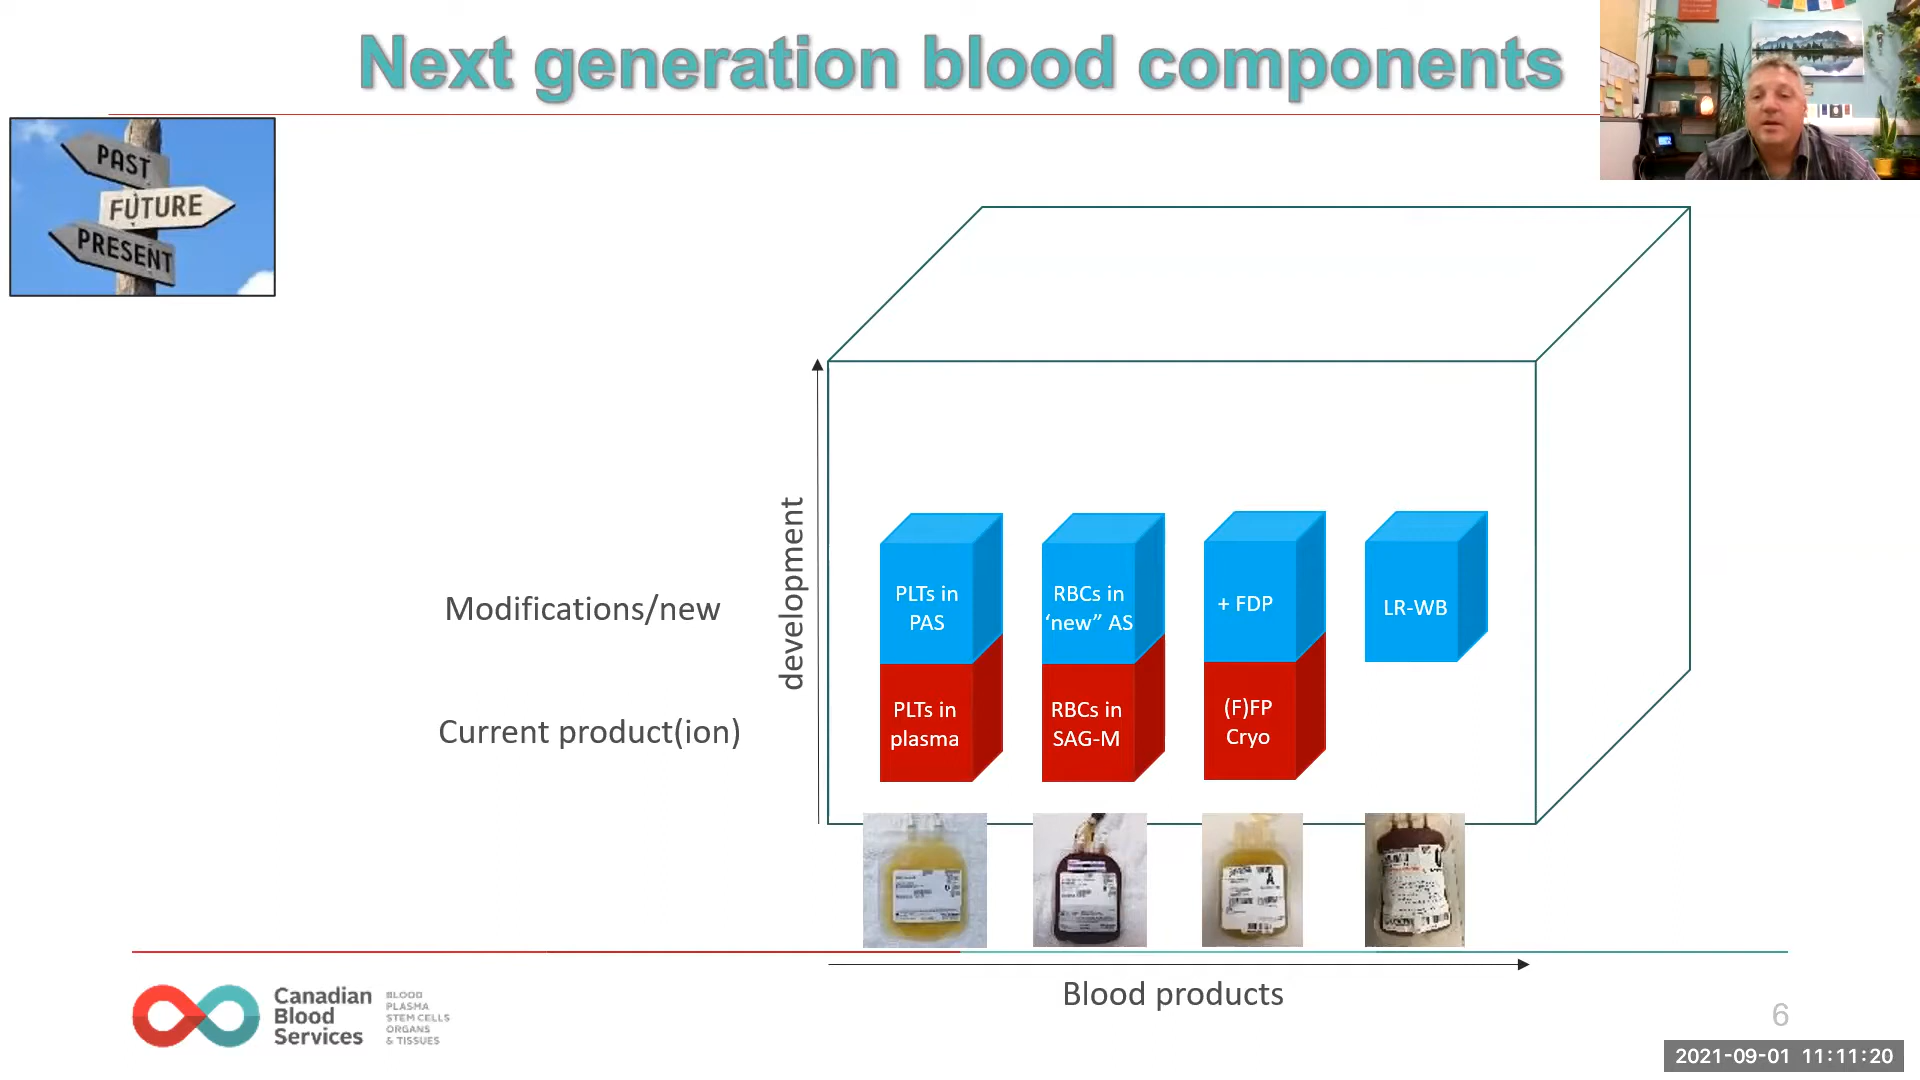 Next generation blood components
PAST
FUTURE
PRESENT
development
Modifications/new
Current product(ion)
PLTs in
PAS
RBCs in
‘new” AS
+ FDP
LR-WB
PLTs in
plasma
RBCs in
SAG-M
(F)FP
Cryo
A
Blood products
Canadian
Blood
Services
BLOOD
PLASMA
STEM CELLS
ORGANS
& TISSUES
6
2021-09-01 11:11:20